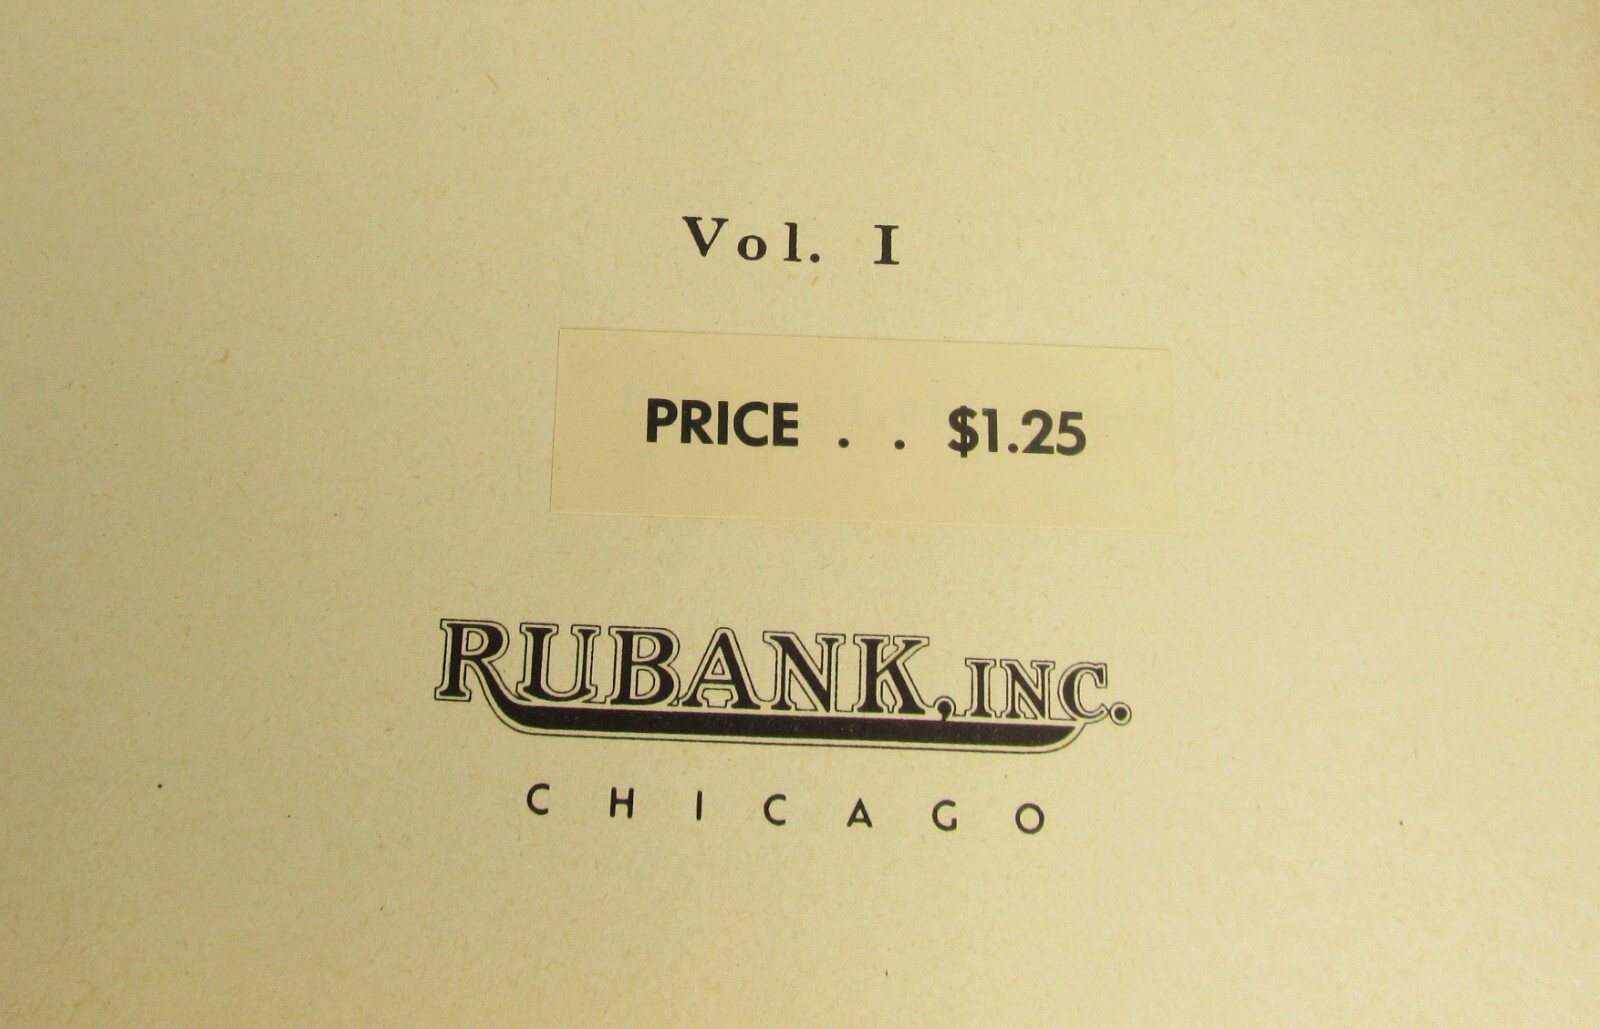 Vol. I
PRICE . . $1.25
RUBANK, INC.
CHICAGO